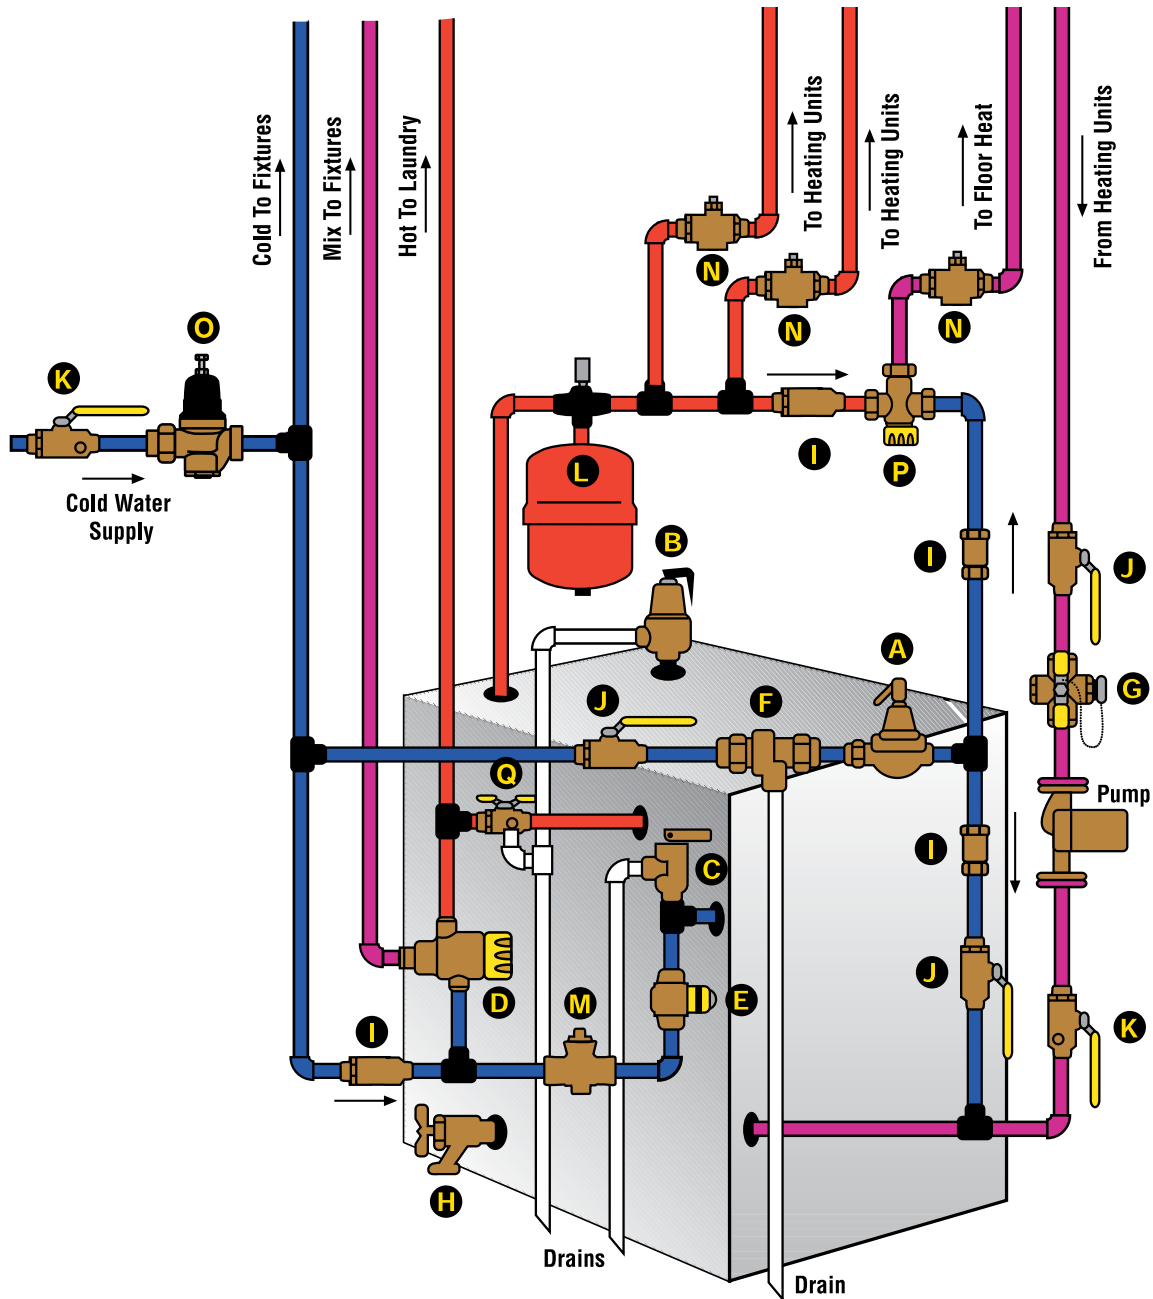 Cold To Fixtures
Mix To Fixtures
Hot To Laundry
To Heating Units
To Heating Units
To Floor Heat
From Heating Units
N
N
N
O
K
Cold Water
Supply
L
I
P
B
I
J
A
J
F
G
Q
Pump
I
C
J
D
M
E
K
I
H
Drains
Drain